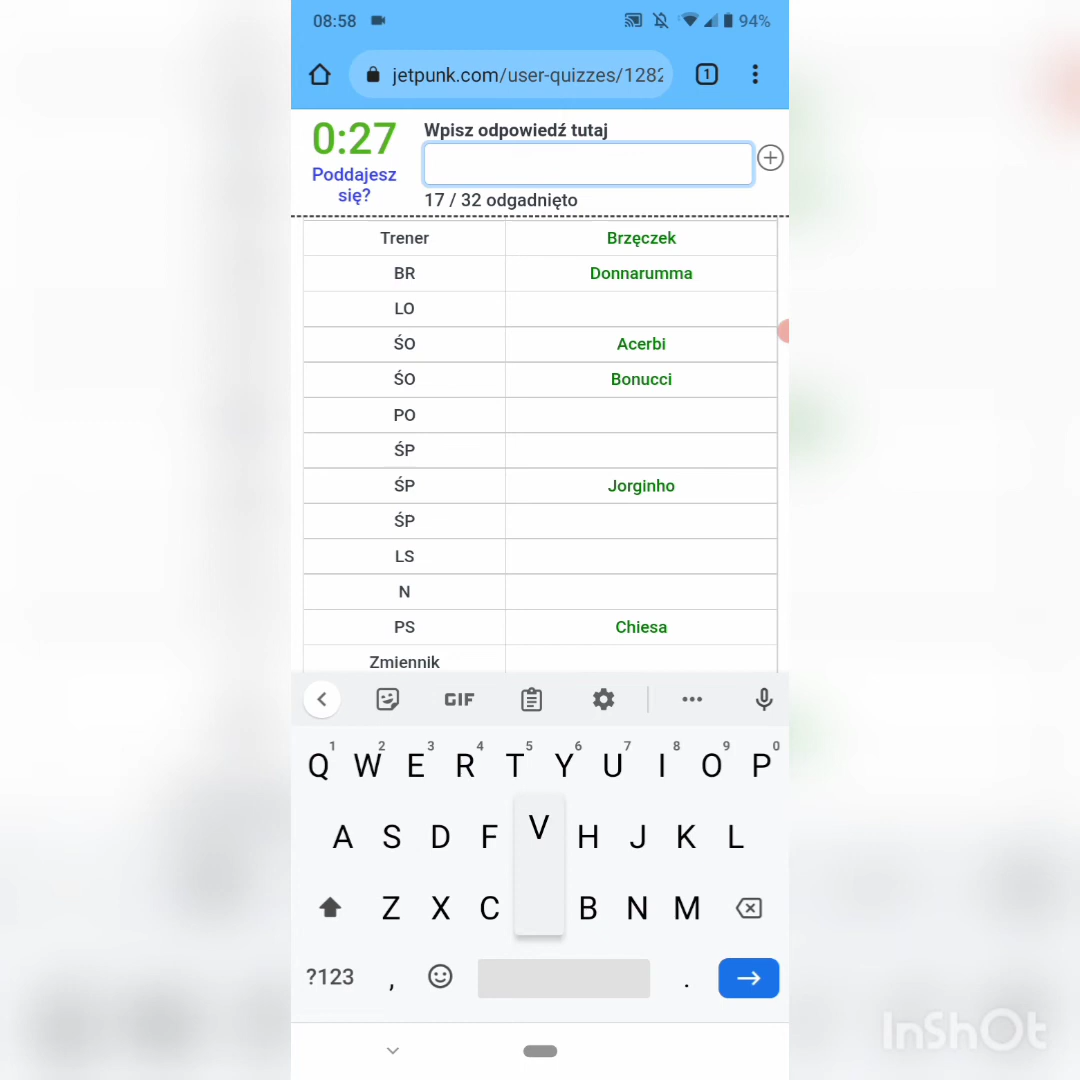 08:58 94%
jetpunk.com/user-quizzes/1282
1
0:27
Wpisz odpowiedź tutaj
Poddajesz
się?
17 / 32 odgadnięto
Trener Brzęczek
BR Donnarumma
LO
ŚO Acerbi
ŚO Bonucci
PO
ŚP
ŚP Jorginho
ŚP
LS
N
PS Chiesa
Zmiennik
GIF
1 2 3 4 5 6 7 8 9 0
Q W E R T Y U I O P
A S D F V H J K L
Z X C B N M
?123 , .
InShOt